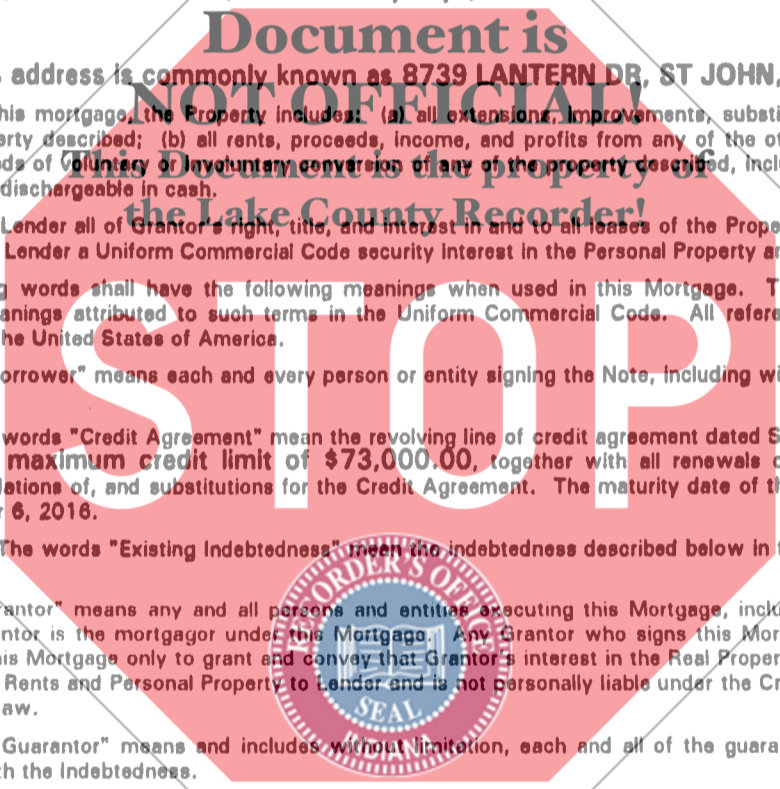 Document is
address is commonly known as 8739 LANTERN DR, ST JOHN,
NOT OFFICIAL!
his mortgage, the Property includes: (a) all extensions, improvements, substi
erty described; (b) all rents, proceeds, income, and profits from any of the o
This Document is the property of
ds of voluntary or involuntary conversion of any of the property described, incl
dischargeable in cash.
the Lake County Recorder!
Lender all of Grantor's right, title, and interest in and to all leases of the Prope
Lender a Uniform Commercial Code security interest in the Personal Property a
g words shall have the following meanings when used in this Mortgage. T
anings attributed to such terms in the Uniform Commercial Code. All refere
he United States of America.
STOP
orrower" means each and every person or entity signing the Note, including wi
words "Credit Agreement" mean the revolving line of credit agreement dated S
maximum credit limit of $73,000.00, together with all renewals o
lations of, and substitutions for the Credit Agreement. The maturity date of th
r 6, 2016.
The words "Existing Indebtedness" mean the indebtedness described below in t
RECORDER'S OFFICE
SEAL
INDIANA
rantor" means any and all persons and entities executing this Mortgage, inclu
ntor is the mortgagor under this Mortgage. Any Grantor who signs this Mor
is Mortgage only to grant and convey that Grantor's interest in the Real Proper
Rents and Personal Property to Lender and is not personally liable under the Cr
aw.
Guarantor" means and includes without limitation, each and all of the guara
h the Indebtedness.